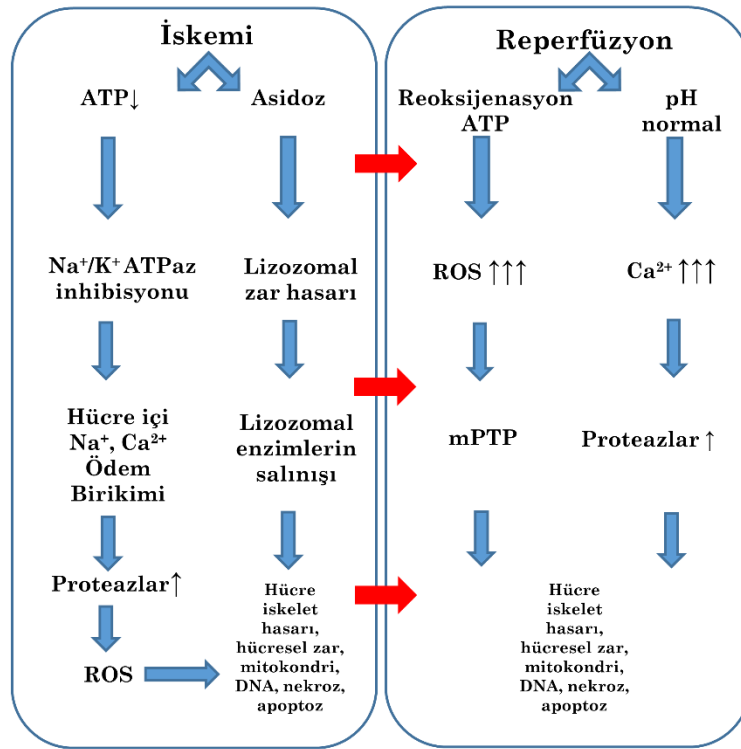 İskemi
ATP↓
Asidoz
Na⁺/K⁺ ATPaz
inhibisyonu
Lizozomal
zar hasarı
Hücre içi
Na⁺, Ca²⁺
Ödem
Birikimi
Lizozomal
enzimlerin
salınışı
Proteazlar↑
ROS
Hücre
iskelet
hasarı,
hücresel zar,
mitokondri,
DNA, nekroz,
apoptoz
Reperfüzyon
Reoksijenasyon
ATP
pH
normal
ROS ↑↑↑
Ca²⁺ ↑↑↑
mPTP
Proteazlar ↑
Hücre
iskelet
hasarı,
hücresel zar,
mitokondri,
DNA, nekroz,
apoptoz